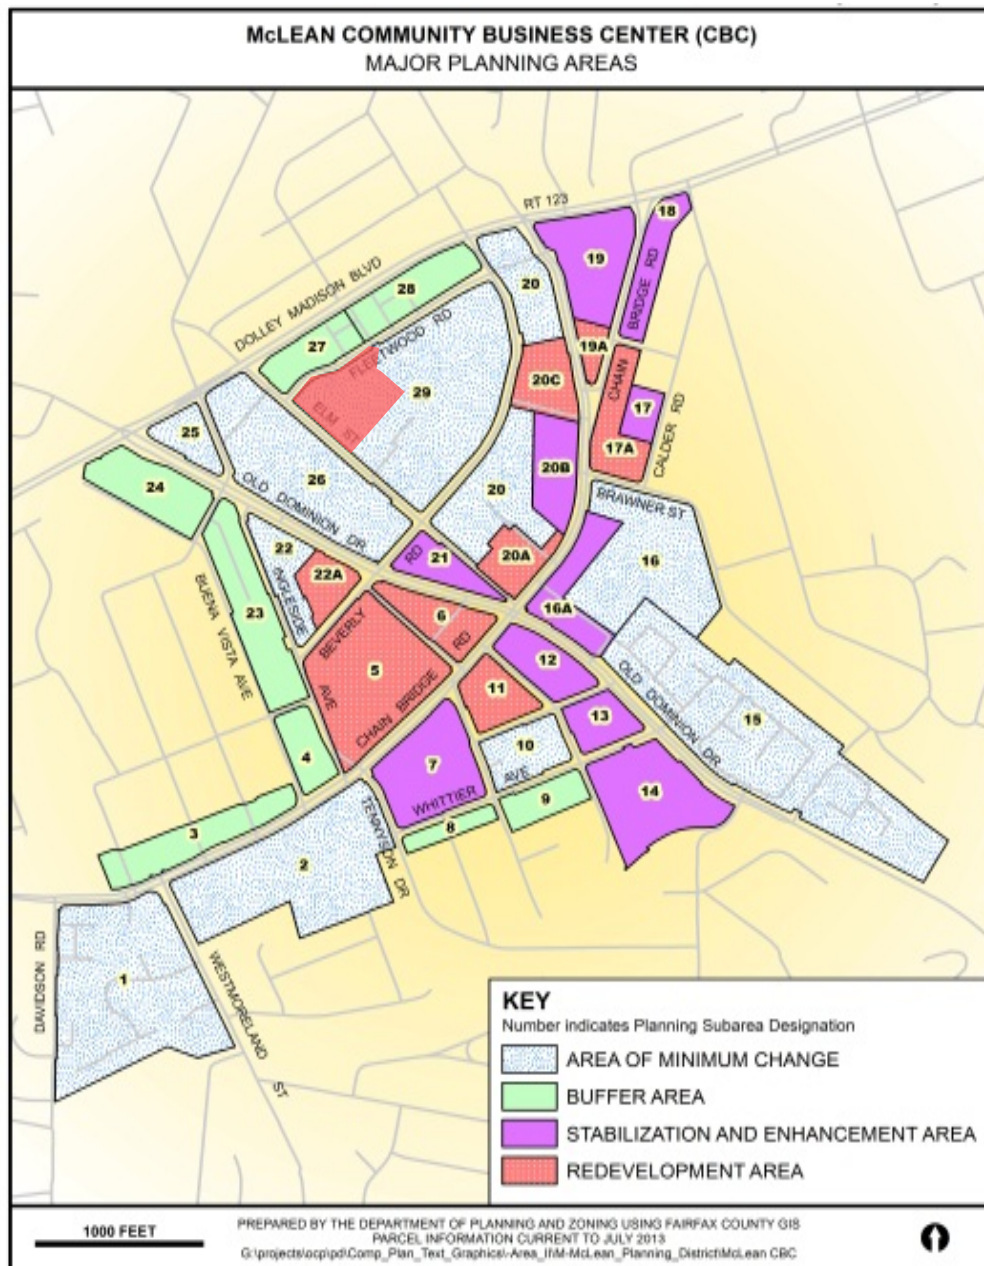 McLEAN COMMUNITY BUSINESS CENTER (CBC)
MAJOR PLANNING AREAS
RT 123
18
19
BRIDGE RD
DOLLEY MADISON BLVD
28
20
27
FLEETWOOD RD
19A
20C
CHAIN
29
ELM ST
17
CALDER RD
25
17A
24
26
20
20B
BRAWNER ST
OLD DOMINION DR
22
INGLESIDE
AVE
22A
RD
21
20A
16
BUENA VISTA AVE
23
BEVERLY
6
16A
5
CHAIN BRIDGE
RD
12
OLD DOMINION DR
11
13
15
4
10
7
WHITTIER
AVE
9
14
8
3
TENNYSON DR
2
DAVIDSON RD
1
WESTMORELAND ST
KEY
Number indicates Planning Subarea Designation
AREA OF MINIMUM CHANGE
BUFFER AREA
STABILIZATION AND ENHANCEMENT AREA
REDEVELOPMENT AREA
1000 FEET
PREPARED BY THE DEPARTMENT OF PLANNING AND ZONING USING FAIRFAX COUNTY GIS
PARCEL INFORMATION CURRENT TO JULY 2013